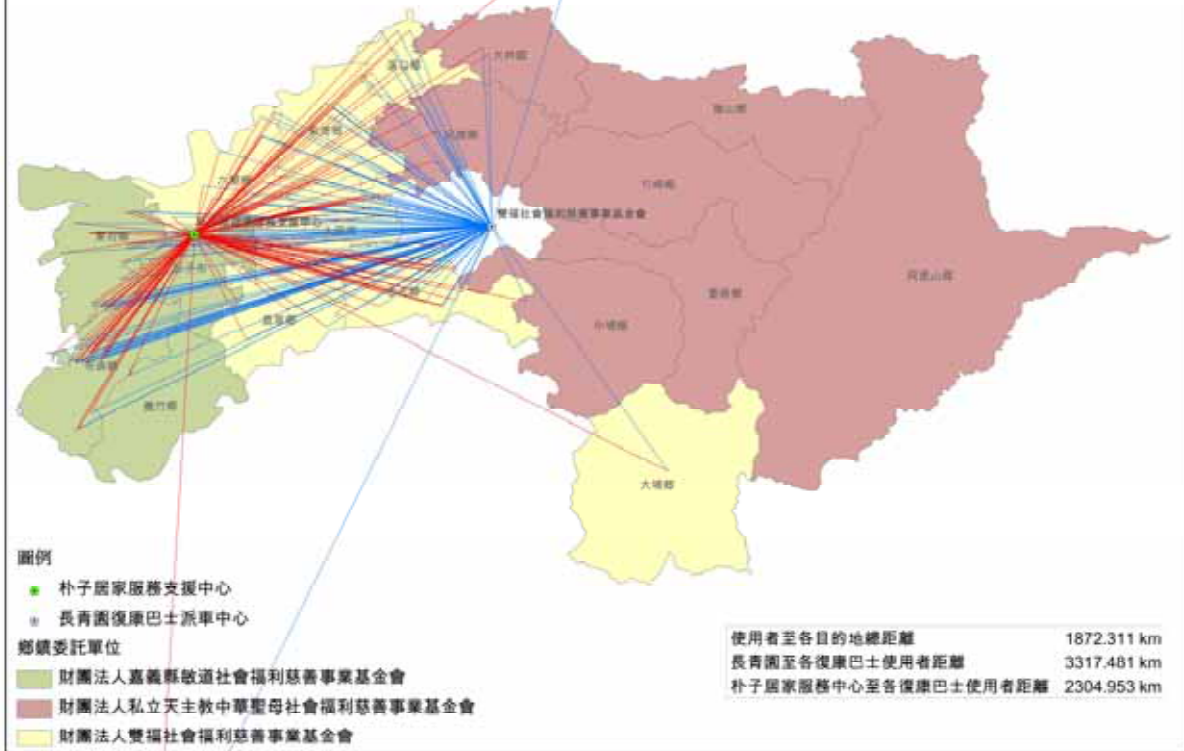 大林鎮
梅山鄉
竹崎鄉
雙福社會福利慈善事業基金會
阿里山鄉
番路鄉
中埔鄉
鹿草鄉
義竹鄉
大埔鄉
圖例
朴子居家服務支援中心
長青園復康巴士派車中心
鄉鎮委託單位
財團法人嘉義縣敏道社會福利慈善事業基金會
財團法人私立天主教中華聖母社會福利慈善事業基金會
財團法人雙福社會福利慈善事業基金會
使用者至各目的地總距離 1872.311 km
長青園至各復康巴士使用者距離 3317.481 km
朴子居家服務中心至各復康巴士使用者距離 2304.953 km